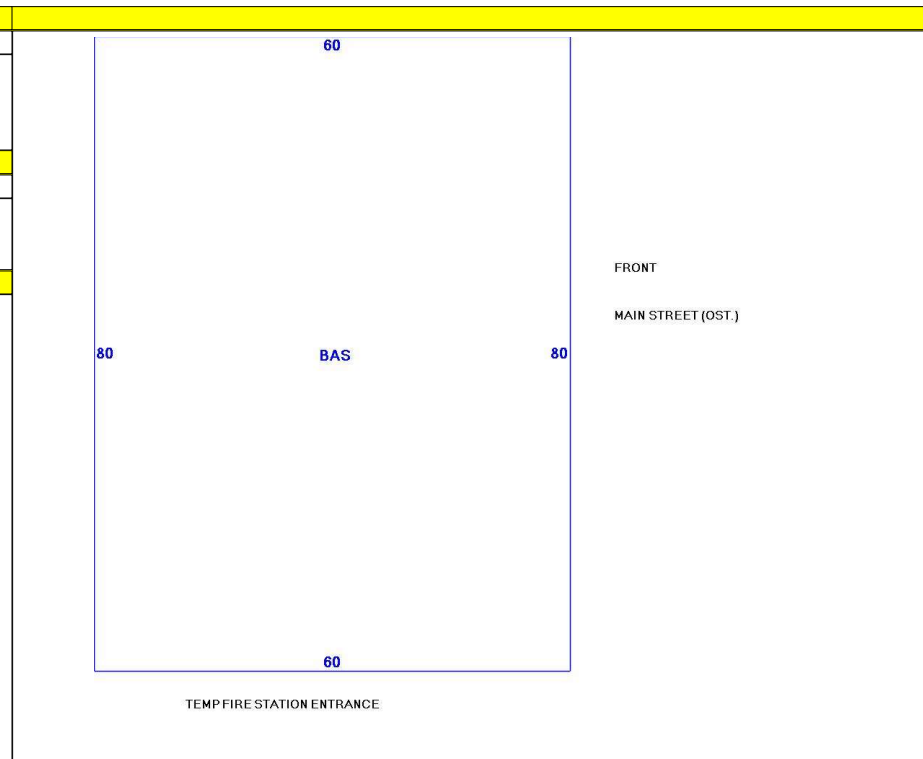 60
FRONT
MAIN STREET (OST.)
80
BAS
80
60
TEMP FIRE STATION ENTRANCE